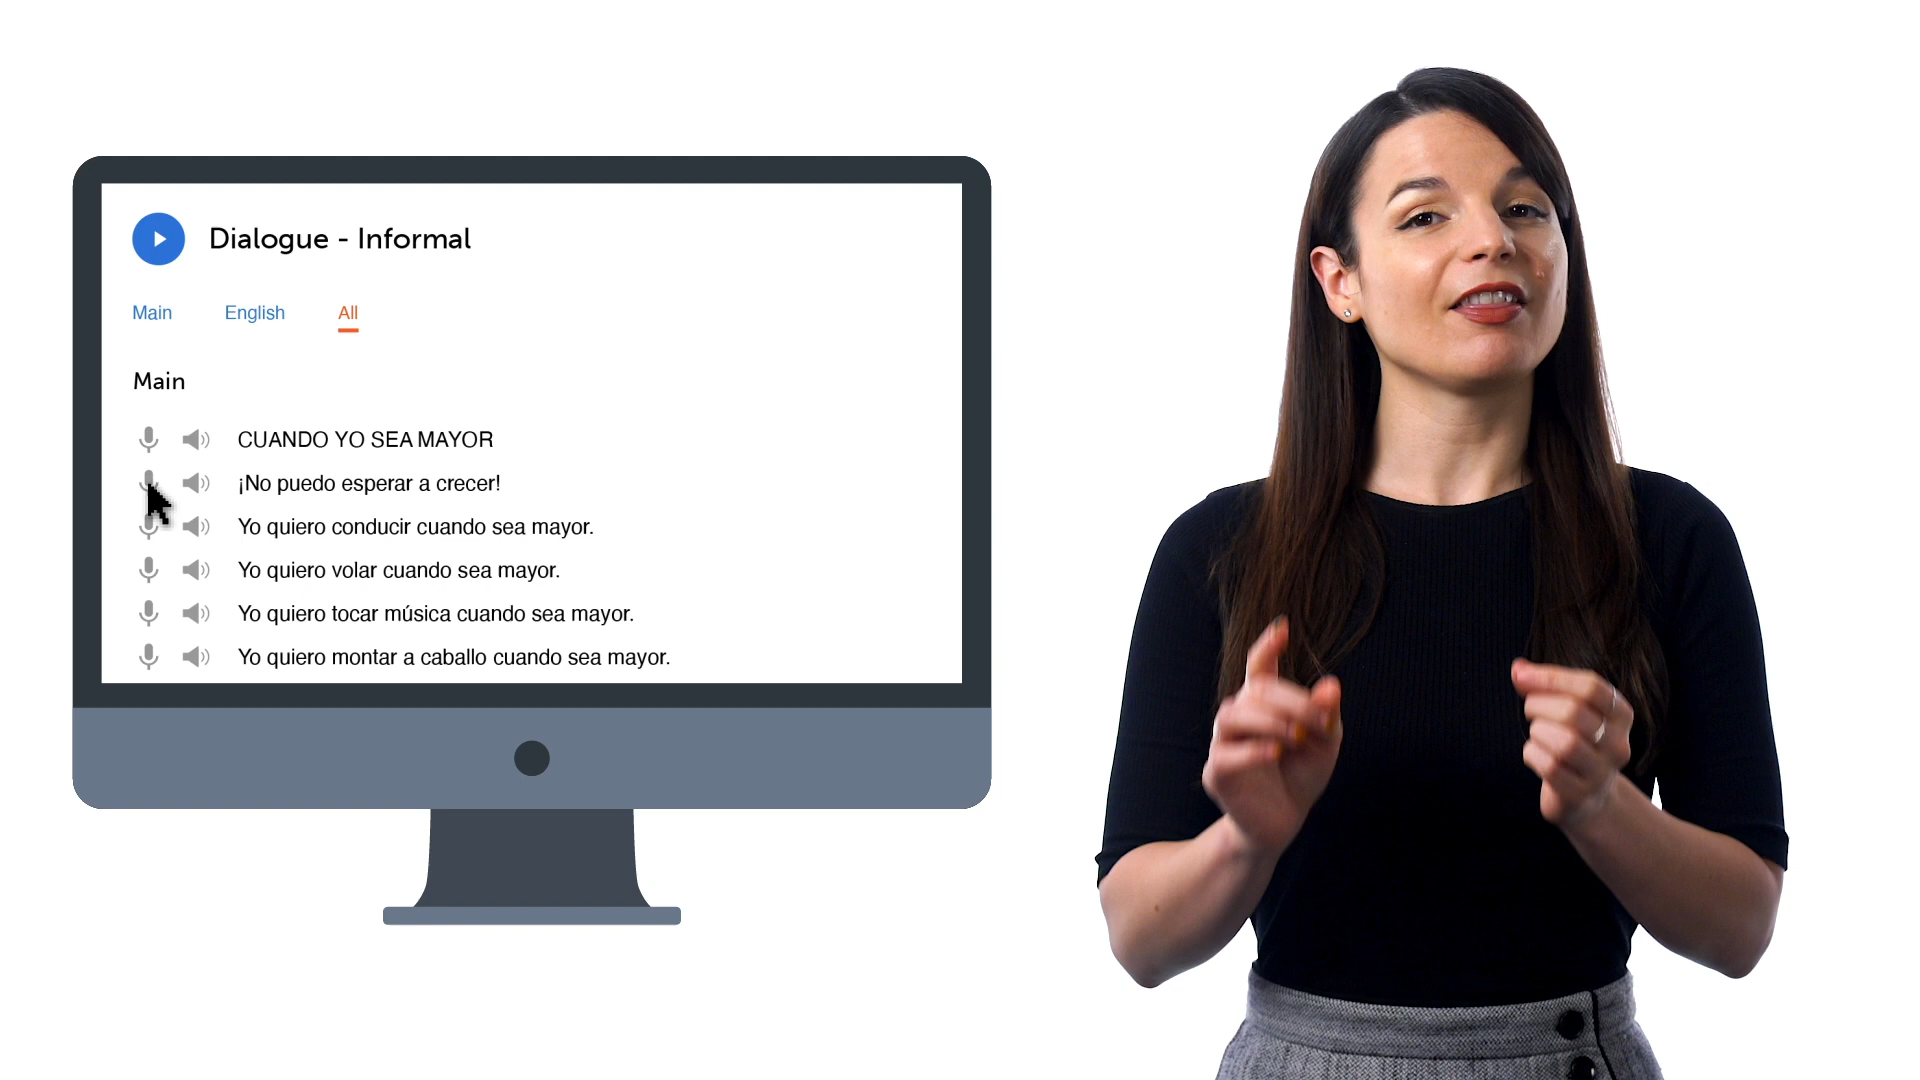 Dialogue - Informal
Main English All
Main
CUANDO YO SEA MAYOR
¡No puedo esperar a crecer!
Yo quiero conducir cuando sea mayor.
Yo quiero volar cuando sea mayor.
Yo quiero tocar música cuando sea mayor.
Yo quiero montar a caballo cuando sea mayor.